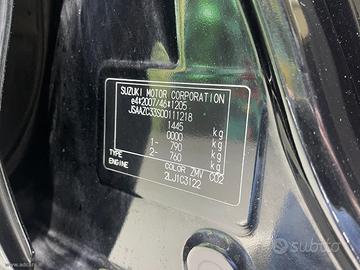 SUZUKI MOTOR CORPORATION
e4*2007/46*1205
JSAAZC33S00111218
1445 kg
0000 kg
1- 790 kg
2- 760 kg
TYPE COLOR ZMV CO2
ENGINE 2LJ1C3122
subito